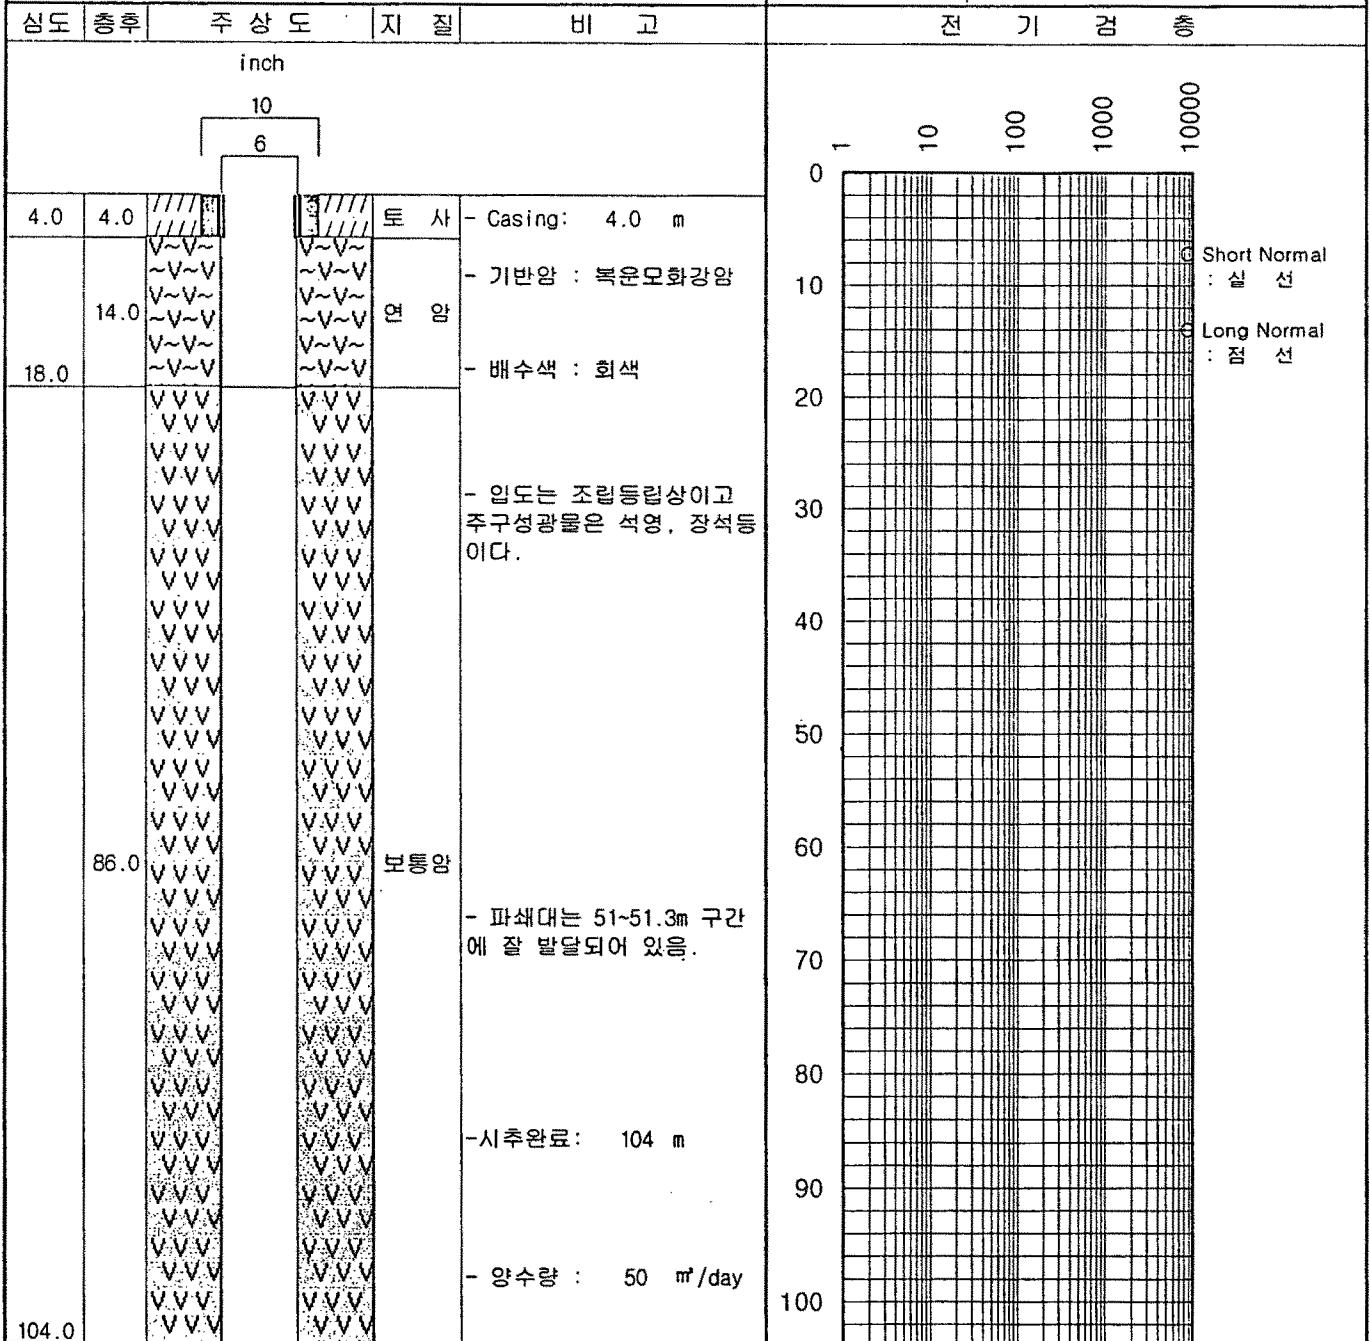 심도 층후 주 상 도 지 질 비 고 전 기 검 층
inch
10
6
4.0 4.0 토 사 - Casing: 4.0 m
- 기반암 : 복운모화강암
14.0 연 암
18.0 - 배수색 : 회색
- 입도는 조립등립상이고
주구성광물은 석영, 장석등
이다.
86.0 보통암
- 파쇄대는 51~51.3m 구간
에 잘 발달되어 있음.
-시추완료: 104 m
- 양수량 : 50 ㎥/day
104.0
1 10 100 1000 10000
0
10
20
30
40
50
60
70
80
90
100
Short Normal
: 실 선
Long Normal
: 점 선